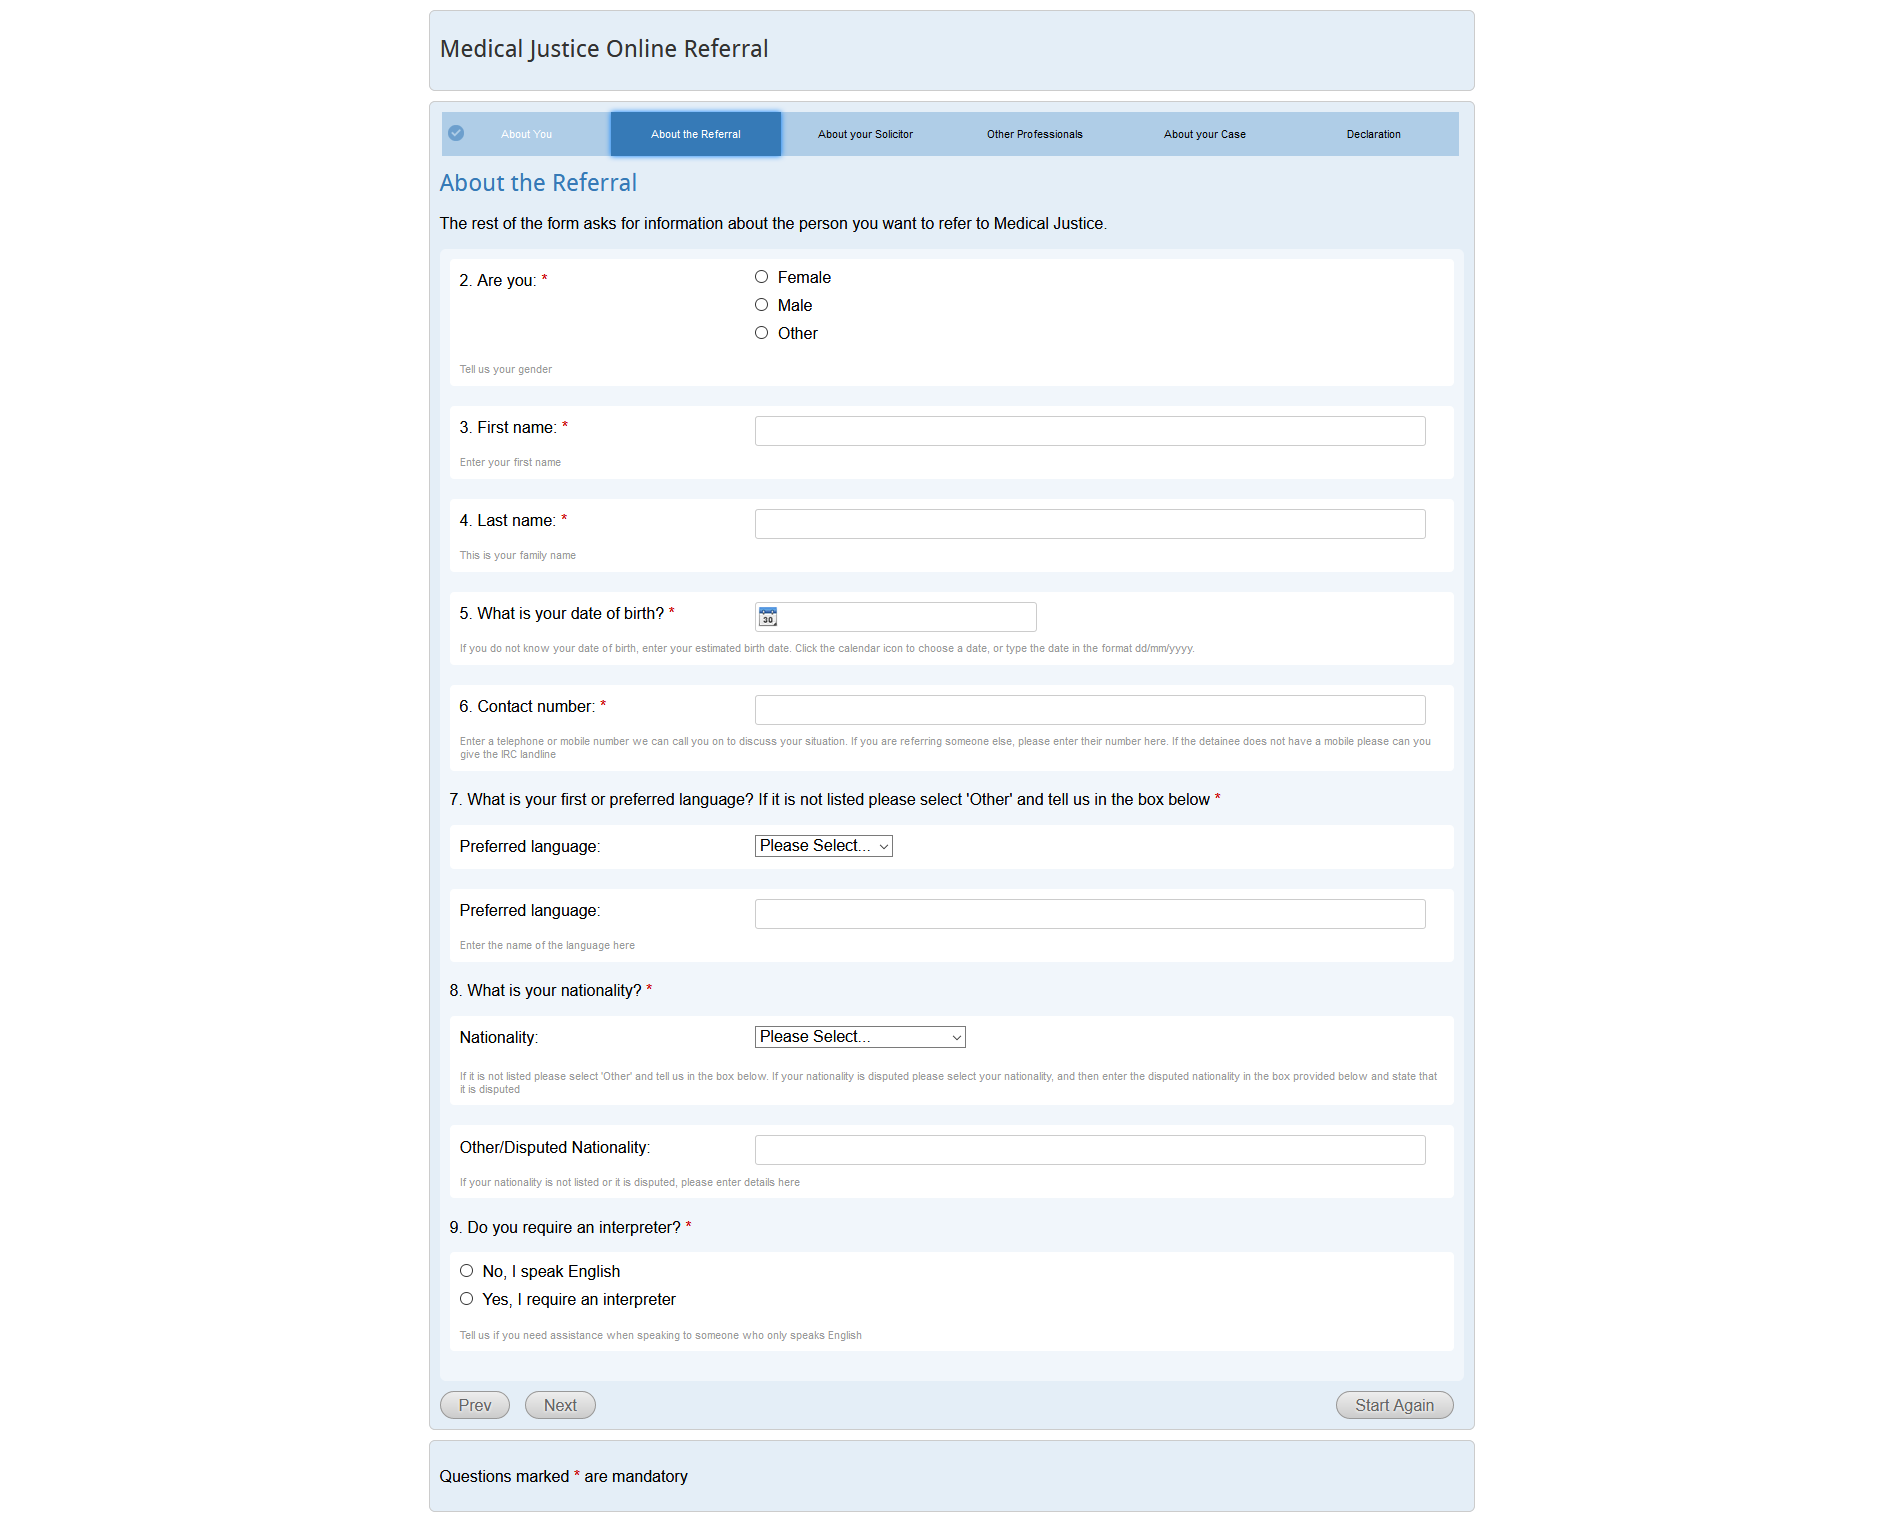 Medical Justice Online Referral
About You
About the Referral
About your Solicitor
Other Professionals
About your Case
Declaration
About the Referral
The rest of the form asks for information about the person you want to refer to Medical Justice.
2. Are you: *
Female
Male
Other
Tell us your gender
3. First name: *
Enter your first name
4. Last name: *
This is your family name
5. What is your date of birth? *
30
If you do not know your date of birth, enter your estimated birth date. Click the calendar icon to choose a date, or type the date in the format dd/mm/yyyy.
6. Contact number: *
Enter a telephone or mobile number we can call you on to discuss your situation. If you are referring someone else, please enter their number here. If the detainee does not have a mobile please can you
give the IRC landline
7. What is your first or preferred language? If it is not listed please select 'Other' and tell us in the box below *
Preferred language:
Please Select...
Preferred language:
Enter the name of the language here
8. What is your nationality? *
Nationality:
Please Select...
If it is not listed please select 'Other' and tell us in the box below. If your nationality is disputed please select your nationality, and then enter the disputed nationality in the box provided below and state that
it is disputed
Other/Disputed Nationality:
If your nationality is not listed or it is disputed, please enter details here
9. Do you require an interpreter? *
No, I speak English
Yes, I require an interpreter
Tell us if you need assistance when speaking to someone who only speaks English
Prev
Next
Start Again
Questions marked * are mandatory